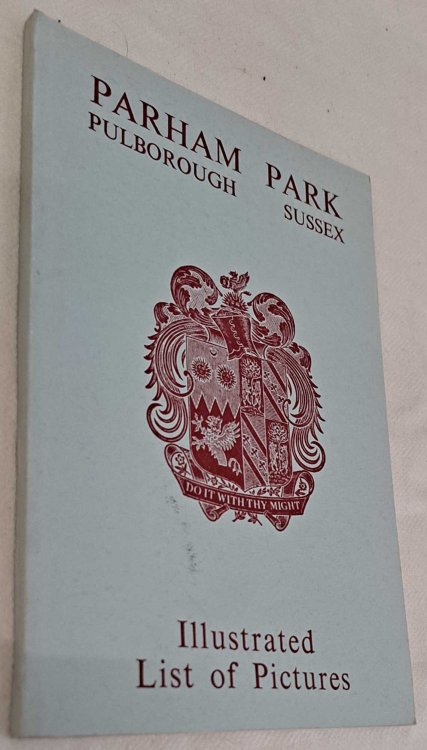 PARHAM PARK
PULBOROUGH SUSSEX
DO IT WITH THY MIGHT
Illustrated
List of Pictures